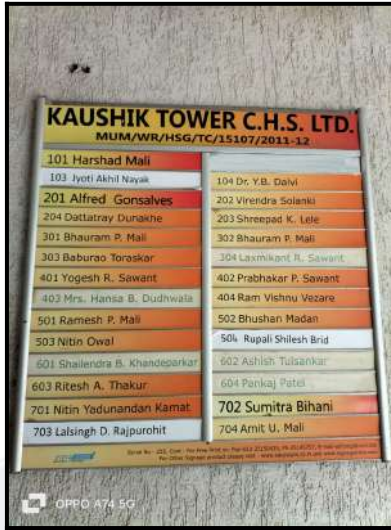 KAUSHIK TOWER C.H.S. LTD.
MUM/WR/HSG/TC/15107/2011-12
101 Harshad Mali
103 Jyoti Akhil Nayak
201 Alfred Gonsalves
204 Dattatray Dunakhe
301 Bhauram P. Mali
303 Baburao Toraskar
401 Yogesh R. Sawant
403 Mrs. Hansa B. Dudhwala
501 Ramesh P. Mali
503 Nitin Owal
601 Shailendra B. Khandeparkar
603 Ritesh A. Thakur
701 Nitin Yadunandan Kamat
703 Lalsingh D. Rajpurohit
104 Dr. Y.B. Dalvi
202 Virendra Solanki
203 Shreepad K. Lele
302 Bhauram P. Mali
304 Laxmikant R. Sawant
402 Prabhakar P. Sawant
404 Ram Vishnu Vezare
502 Bhushan Madan
504 Rupali Shilesh Brid
602 Ashish Tulsankar
604 Pankaj Patel
702 Sumitra Bihani
704 Amit U. Mali
OPPO A74 5G